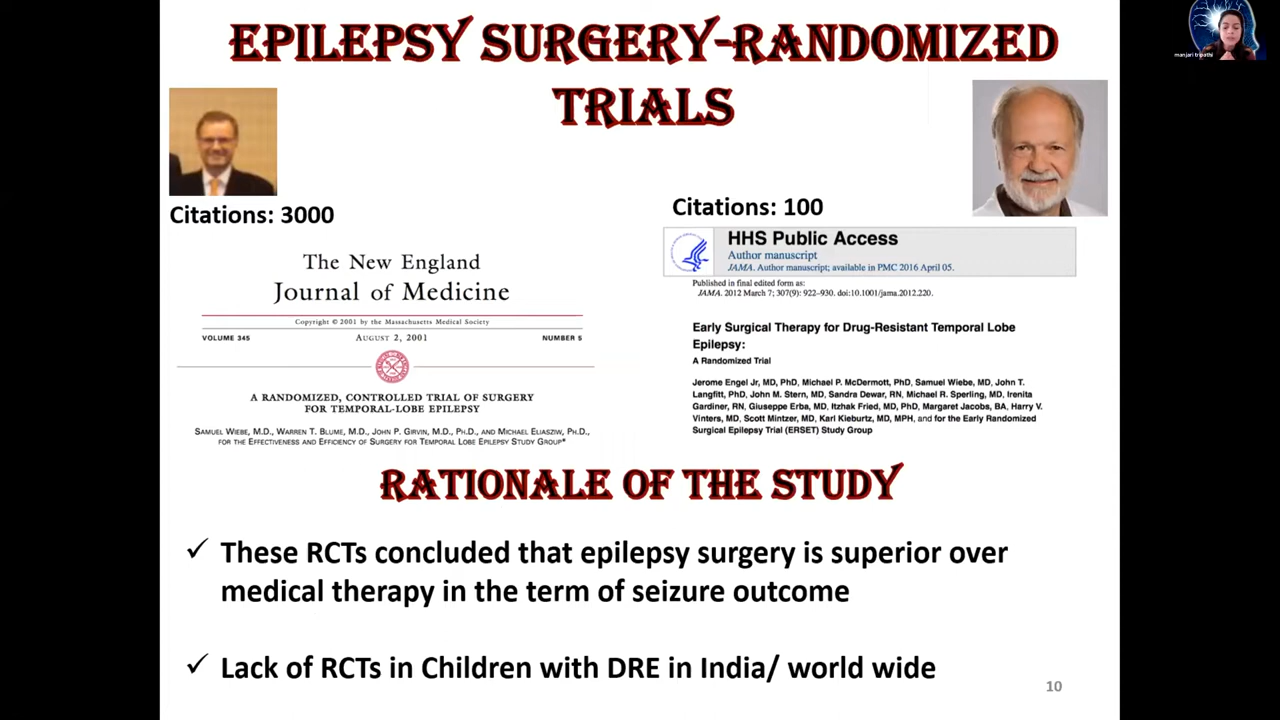 EPILEPSY SURGERY-RANDOMIZED
TRIALS
manjari tripathi
Citations: 3000
The New England
Journal of Medicine
Copyright © 2001 by the Massachusetts Medical Society
VOLUME 345 AUGUST 2, 2001 NUMBER 5
A RANDOMIZED, CONTROLLED TRIAL OF SURGERY
FOR TEMPORAL-LOBE EPILEPSY
SAMUEL WIEBE, M.D., WARREN T. BLUME, M.D., JOHN P. GIRVIN, M.D., PH.D., AND MICHAEL ELIASZIW, PH.D.,
FOR THE EFFECTIVENESS AND EFFICIENCY OF SURGERY FOR TEMPORAL LOBE EPILEPSY STUDY GROUP*
Citations: 100
HHS Public Access
Author manuscript
JAMA. Author manuscript; available in PMC 2016 April 05.
Published in final edited form as:
JAMA. 2012 March 7; 307(9): 922–930. doi:10.1001/jama.2012.220.
Early Surgical Therapy for Drug-Resistant Temporal Lobe
Epilepsy:
A Randomized Trial
Jerome Engel Jr, MD, PhD, Michael P. McDermott, PhD, Samuel Wiebe, MD, John T.
Langfitt, PhD, John M. Stern, MD, Sandra Dewar, RN, Michael R. Sperling, MD, Irenita
Gardiner, RN, Giuseppe Erba, MD, Itzhak Fried, MD, PhD, Margaret Jacobs, BA, Harry V.
Vinters, MD, Scott Mintzer, MD, Karl Kieburtz, MD, MPH, and for the Early Randomized
Surgical Epilepsy Trial (ERSET) Study Group
RATIONALE OF THE STUDY
✓ These RCTs concluded that epilepsy surgery is superior over
medical therapy in the term of seizure outcome
✓ Lack of RCTs in Children with DRE in India/ world wide
10